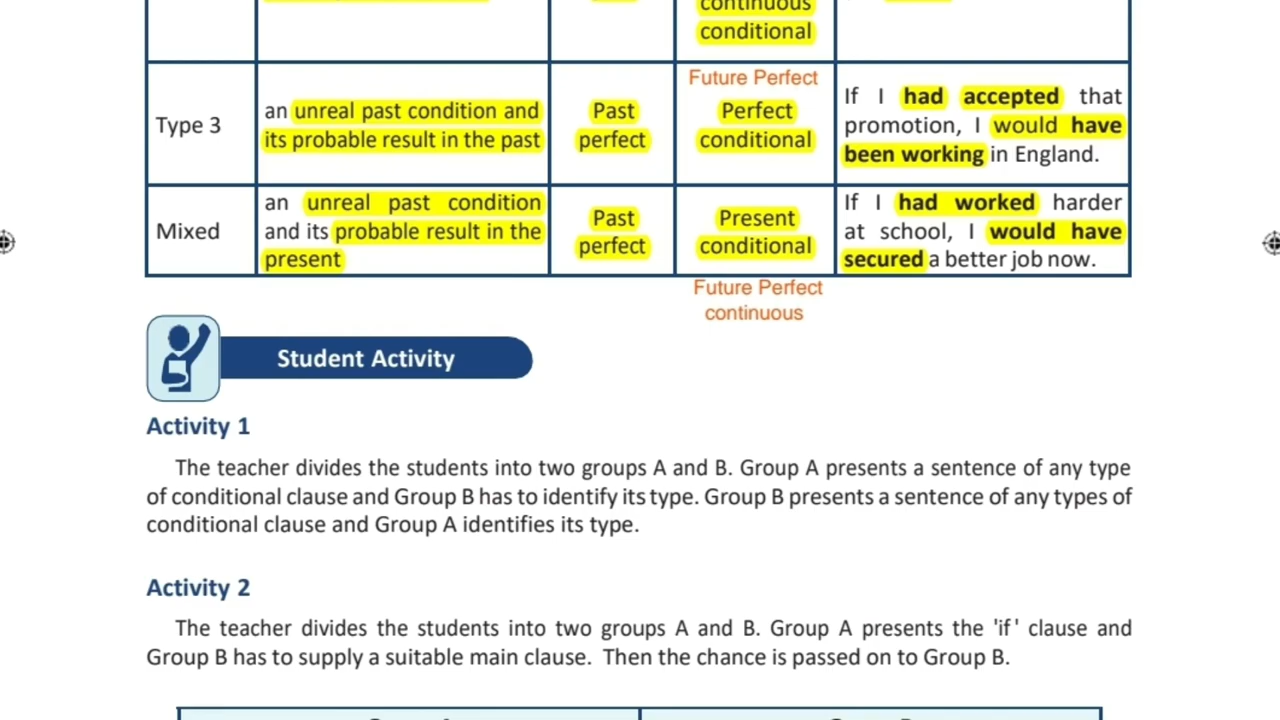 continuous
conditional
Future Perfect
Type 3
an unreal past condition and
its probable result in the past
Past
perfect
Perfect
conditional
If I had accepted that
promotion, I would have
been working in England.
Mixed
an unreal past condition
and its probable result in the
present
Past
perfect
Present
conditional
If I had worked harder
at school, I would have
secured a better job now.
Future Perfect
continuous
Student Activity
Activity 1
The teacher divides the students into two groups A and B. Group A presents a sentence of any type
of conditional clause and Group B has to identify its type. Group B presents a sentence of any types of
conditional clause and Group A identifies its type.
Activity 2
The teacher divides the students into two groups A and B. Group A presents the 'if' clause and
Group B has to supply a suitable main clause. Then the chance is passed on to Group B.